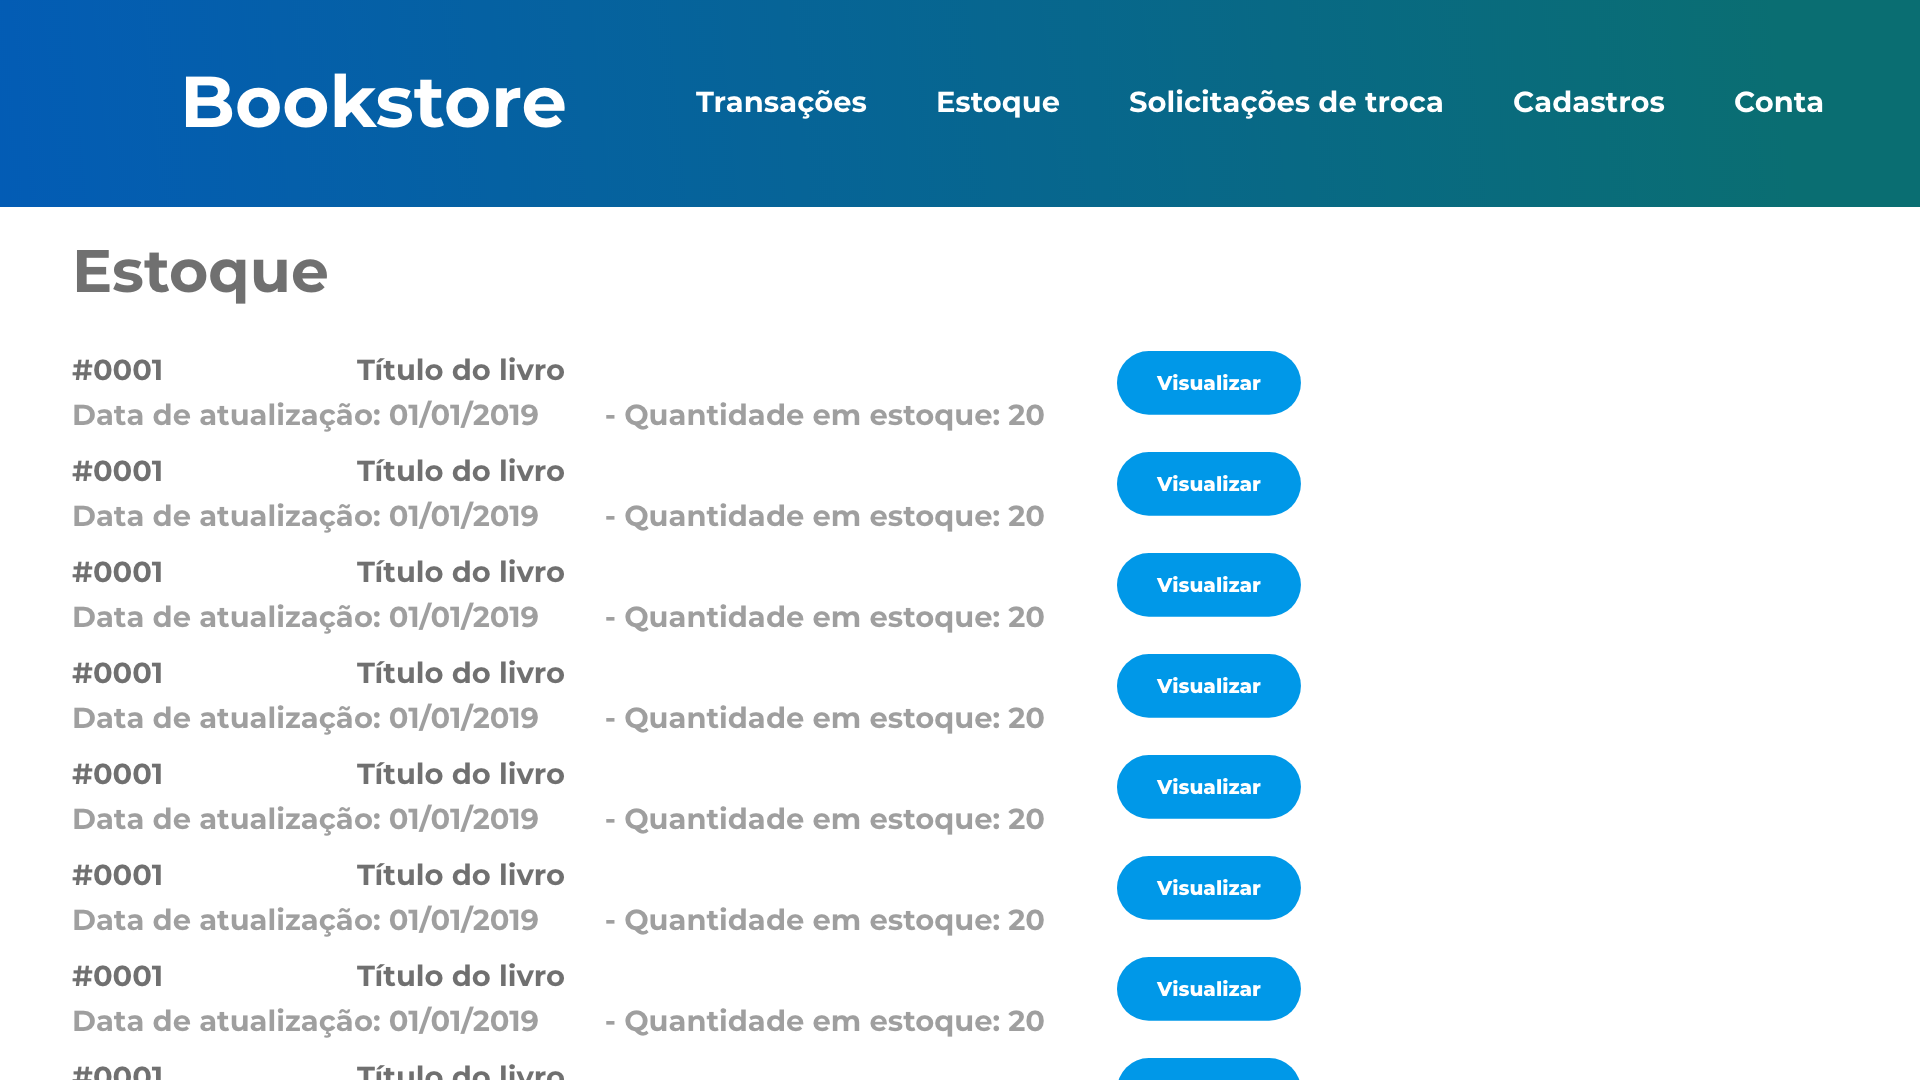 Bookstore Transações Estoque Solicitações de troca Cadastros Conta
Estoque
#0001 Título do livro
Visualizar
Data de atualização: 01/01/2019 - Quantidade em estoque: 20
#0001 Título do livro
Visualizar
Data de atualização: 01/01/2019 - Quantidade em estoque: 20
#0001 Título do livro
Visualizar
Data de atualização: 01/01/2019 - Quantidade em estoque: 20
#0001 Título do livro
Visualizar
Data de atualização: 01/01/2019 - Quantidade em estoque: 20
#0001 Título do livro
Visualizar
Data de atualização: 01/01/2019 - Quantidade em estoque: 20
#0001 Título do livro
Visualizar
Data de atualização: 01/01/2019 - Quantidade em estoque: 20
#0001 Título do livro
Visualizar
Data de atualização: 01/01/2019 - Quantidade em estoque: 20
#0001 Título do livro